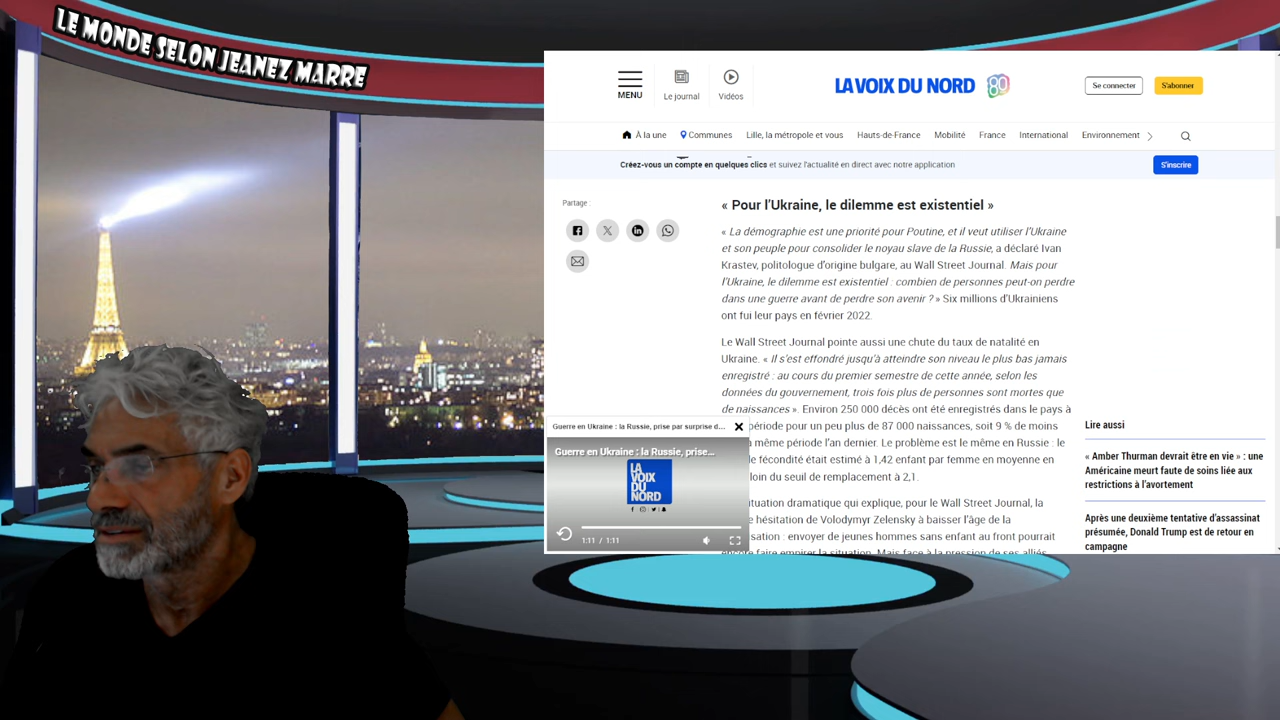 LE MONDE SELON JEANEZ MARRE
MENU
Le journal
Vidéos
LA VOIX DU NORD 80
Se connecter
S'abonner
À la une
Communes
Lille, la métropole et vous
Hauts-de-France
Mobilité
France
International
Environnement
Créez-vous un compte en quelques clics et suivez l'actualité en direct avec notre application
S'inscrire
Partage :
« Pour l'Ukraine, le dilemme est existentiel »
« La démographie est une priorité pour Poutine, et il veut utiliser l'Ukraine
et son peuple pour consolider le noyau slave de la Russie, a déclaré Ivan
Krastev, politologue d'origine bulgare, au Wall Street Journal. Mais pour
l'Ukraine, le dilemme est existentiel : combien de personnes peut-on perdre
dans une guerre avant de perdre son avenir ? » Six millions d'Ukrainiens
ont fui leur pays en février 2022.
Le Wall Street Journal pointe aussi une chute du taux de natalité en
Ukraine. « Il s'est effondré jusqu'à atteindre son niveau le plus bas jamais
enregistré : au cours du premier semestre de cette année, selon les
données du gouvernement, trois fois plus de personnes sont mortes que
de naissances ». Environ 250 000 décès ont été enregistrés dans le pays à
période pour un peu plus de 87 000 naissances, soit 9 % de moins
a même période l'an dernier. Le problème est le même en Russie : le
le fécondité était estimé à 1,42 enfant par femme en moyenne en
loin du seuil de remplacement à 2,1.
ituation dramatique qui explique, pour le Wall Street Journal, la
e hésitation de Volodymyr Zelensky à baisser l'âge de la
isation : envoyer de jeunes hommes sans enfant au front pourrait
encore faire empirer la situation. Mais face à la pression de ses alliés
Guerre en Ukraine : la Russie, prise par surprise d...
Guerre en Ukraine : la Russie, prise...
LA
VOIX
DU
NORD
1:11 / 1:11
Lire aussi
« Amber Thurman devrait être en vie » : une
Américaine meurt faute de soins liée aux
restrictions à l'avortement
Après une deuxième tentative d'assassinat
présumée, Donald Trump est de retour en
campagne